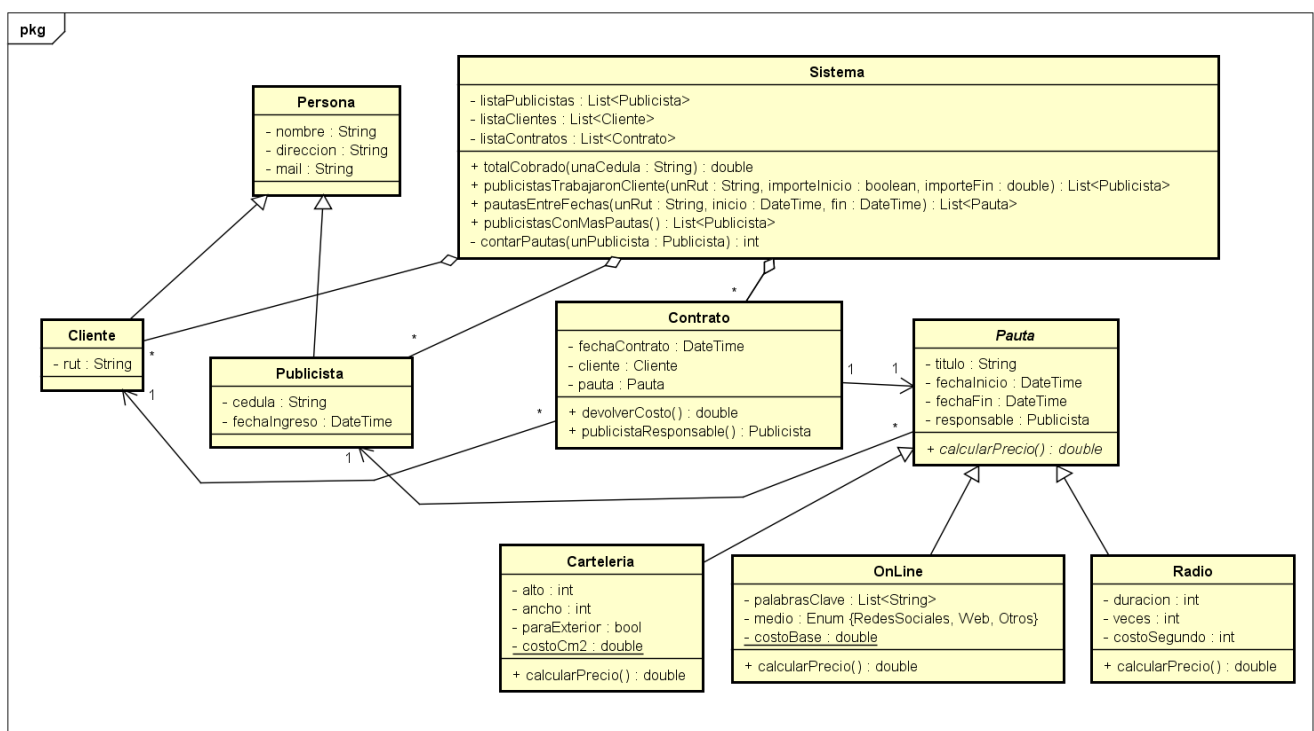 pkg
Sistema
- listaPublicistas : List<Publicista>
- listaClientes : List<Cliente>
- listaContratos : List<Contrato>
+ totalCobrado(unaCedula : String) : double
+ publicistasTrabajaronCliente(unRut : String, importeInicio : boolean, importeFin : double) : List<Publicista>
+ pautasEntreFechas(unRut : String, inicio : DateTime, fin : DateTime) : List<Pauta>
+ publicistasConMasPautas() : List<Publicista>
- contarPautas(unPublicista : Publicista) : int
Persona
- nombre : String
- direccion : String
- mail : String
Cliente
- rut : String
*
1
Publicista
- cedula : String
- fechaIngreso : DateTime
*
1
Contrato
- fechaContrato : DateTime
- cliente : Cliente
- pauta : Pauta
+ devolverCosto() : double
+ publicistaResponsable() : Publicista
*
*
1
1
Pauta
- titulo : String
- fechaInicio : DateTime
- fechaFin : DateTime
- responsable : Publicista
+ calcularPrecio() : double
*
Carteleria
- alto : int
- ancho : int
- paraExterior : bool
- costoCm2 : double
+ calcularPrecio() : double
OnLine
- palabrasClave : List<String>
- medio : Enum {RedesSociales, Web, Otros}
- costoBase : double
+ calcularPrecio() : double
Radio
- duracion : int
- veces : int
- costoSegundo : int
+ calcularPrecio() : double